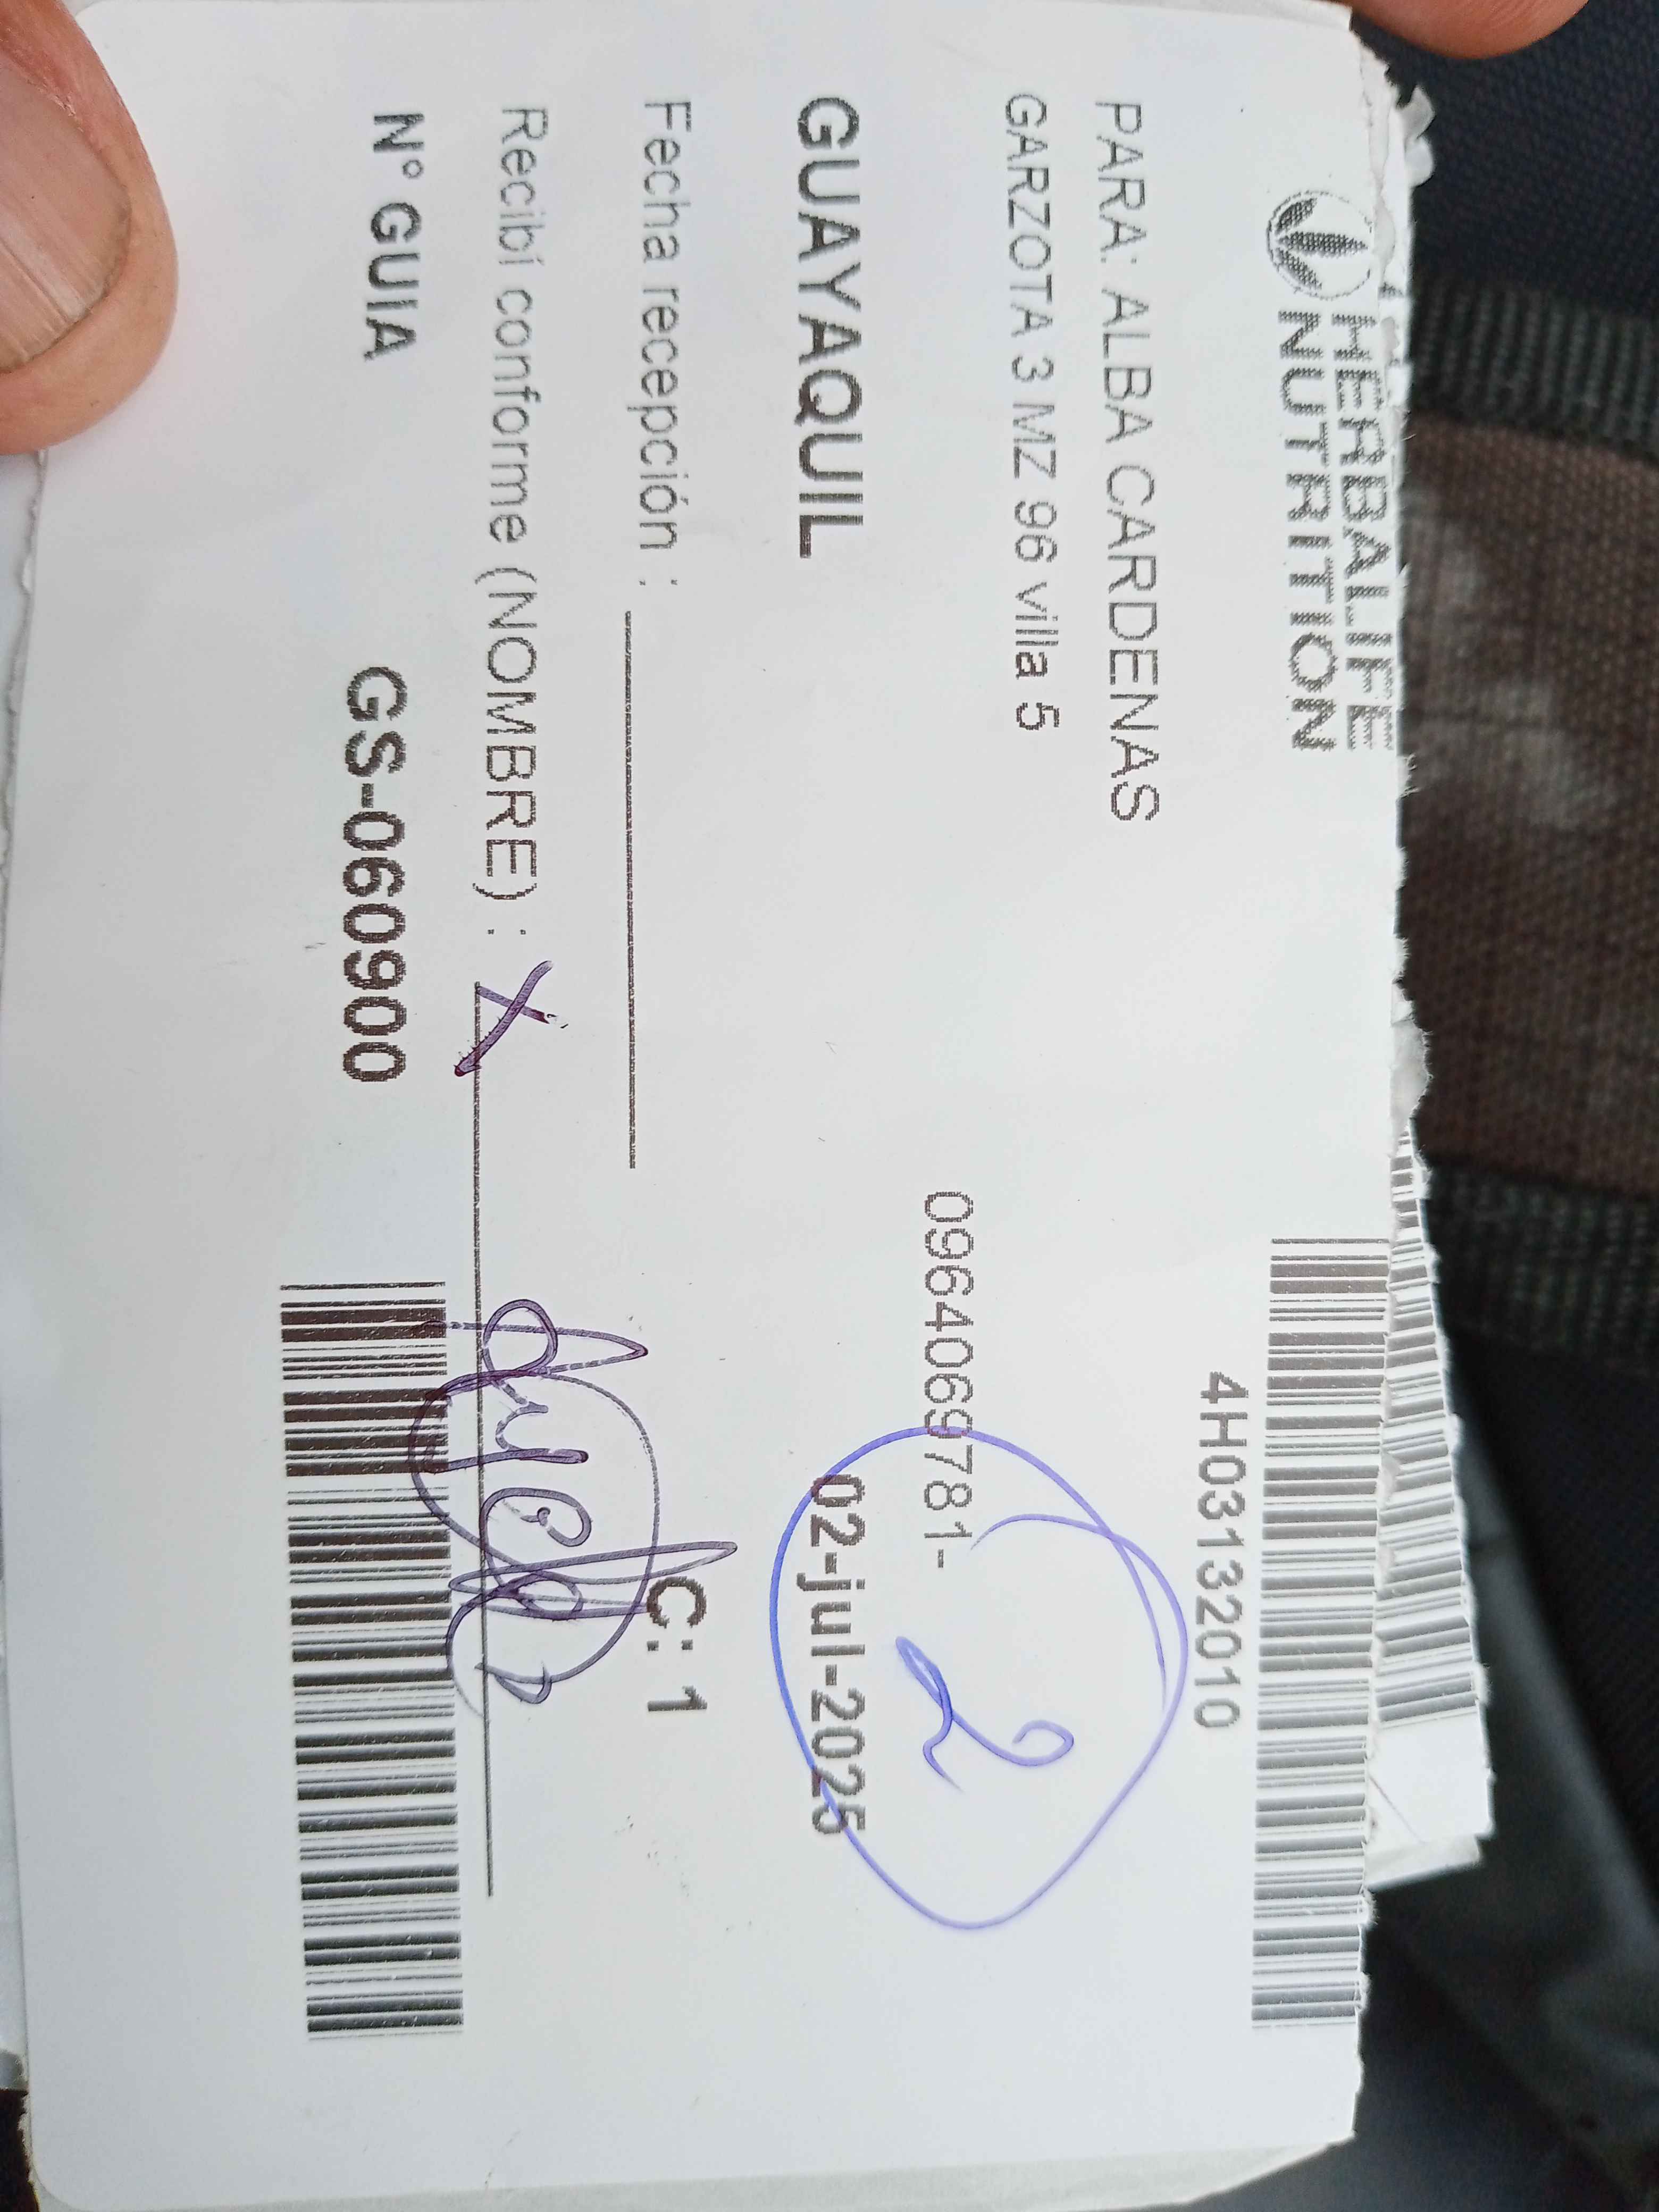 HERBALIFE
NUTRITION
4H03132010
PARA: ALBA CARDENAS
GARZOTA 3 MZ 96 villa 5
0964069781-
2
GUAYAQUIL
02-jul-2025
Fecha recepción :
C: 1
Recibí conforme (NOMBRE) : X
N° GUIA GS-060900